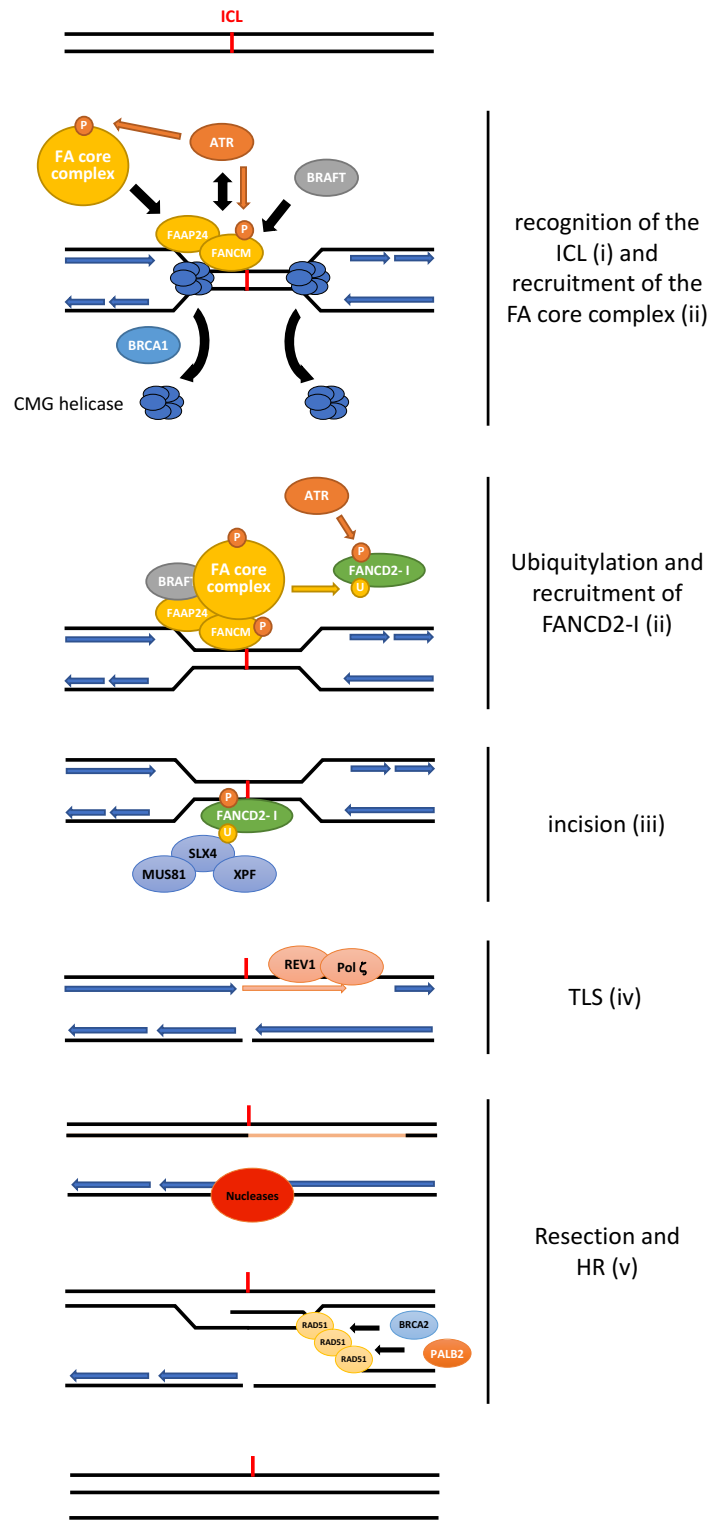 ICL
P
ATR
FA core
complex
BRAFT
FAAP24
P
FANCM
recognition of the
ICL (i) and
recruitment of the
FA core complex (ii)
BRCA1
CMG helicase
ATR
P
P
FANCD2- I
U
FA core
complex
BRAFT
FAAP24
FANCM
P
Ubiquitylation and
recruitment of
FANCD2-I (ii)
P
FANCD2- I
U
SLX4
MUS81
XPF
incision (iii)
REV1
Pol ζ
TLS (iv)
Nucleases
Resection and
HR (v)
RAD51
BRCA2
RAD51
RAD51
PALB2